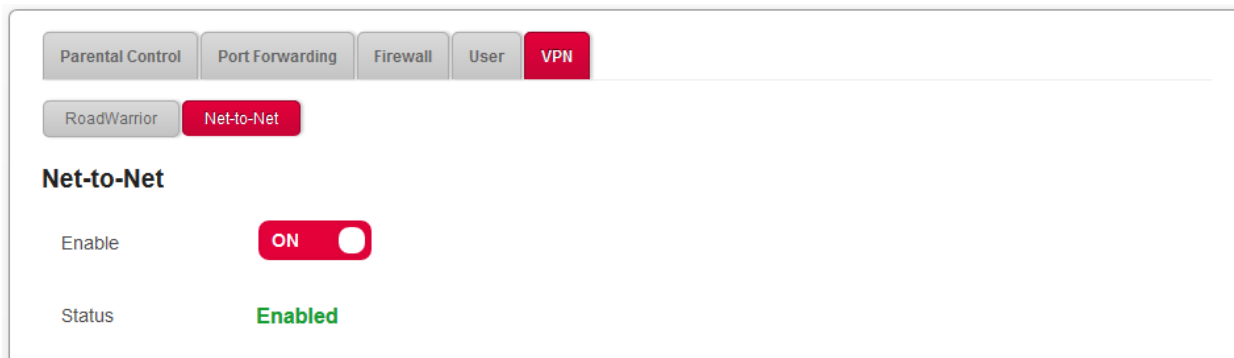 Parental Control Port Forwarding Firewall User VPN
RoadWarrior Net-to-Net
Net-to-Net
Enable ON
Status Enabled